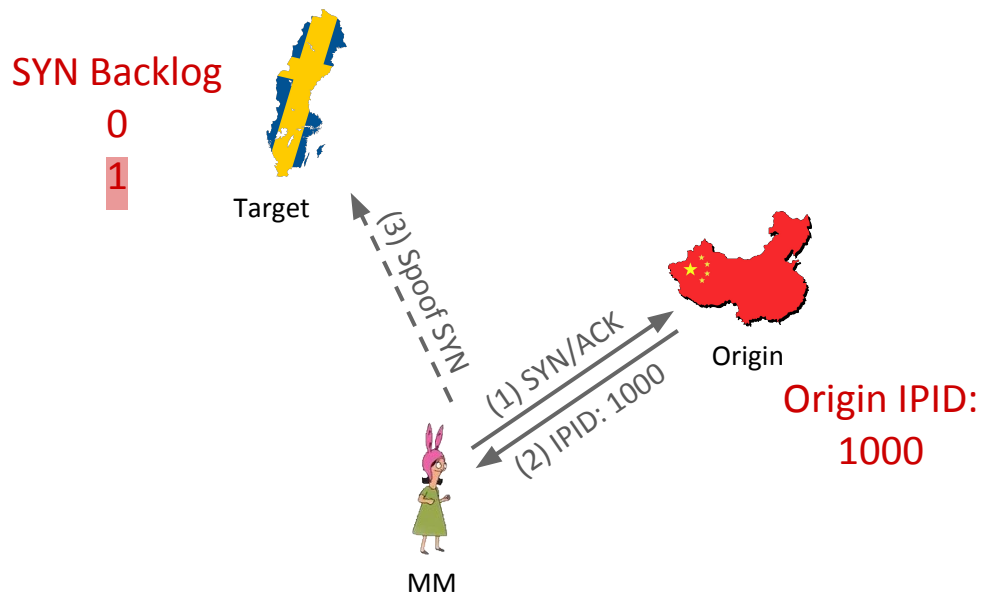 SYN Backlog
0
1
Target
(3) Spoof SYN
(1) SYN/ACK
(2) IPID: 1000
Origin
Origin IPID:
1000
MM